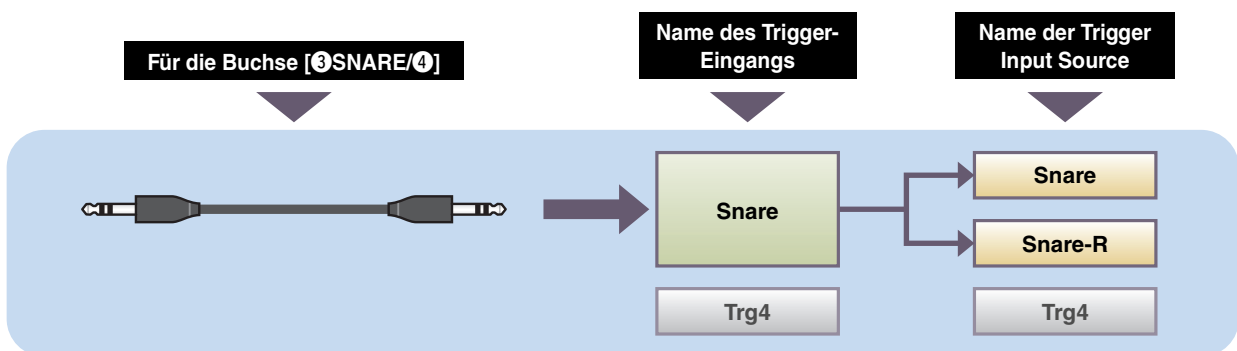 Für die Buchse [❸SNARE/❹]
Name des Trigger-
Eingangs
Name der Trigger
Input Source
Snare
Snare
Snare-R
Trg4
Trg4